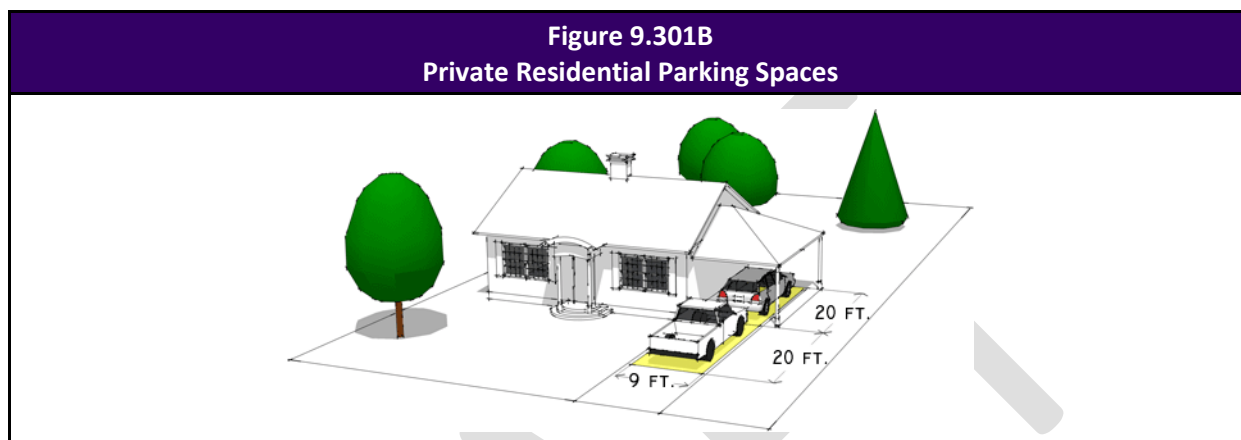 Figure 9.301B
Private Residential Parking Spaces
20 FT.
20 FT.
9 FT.